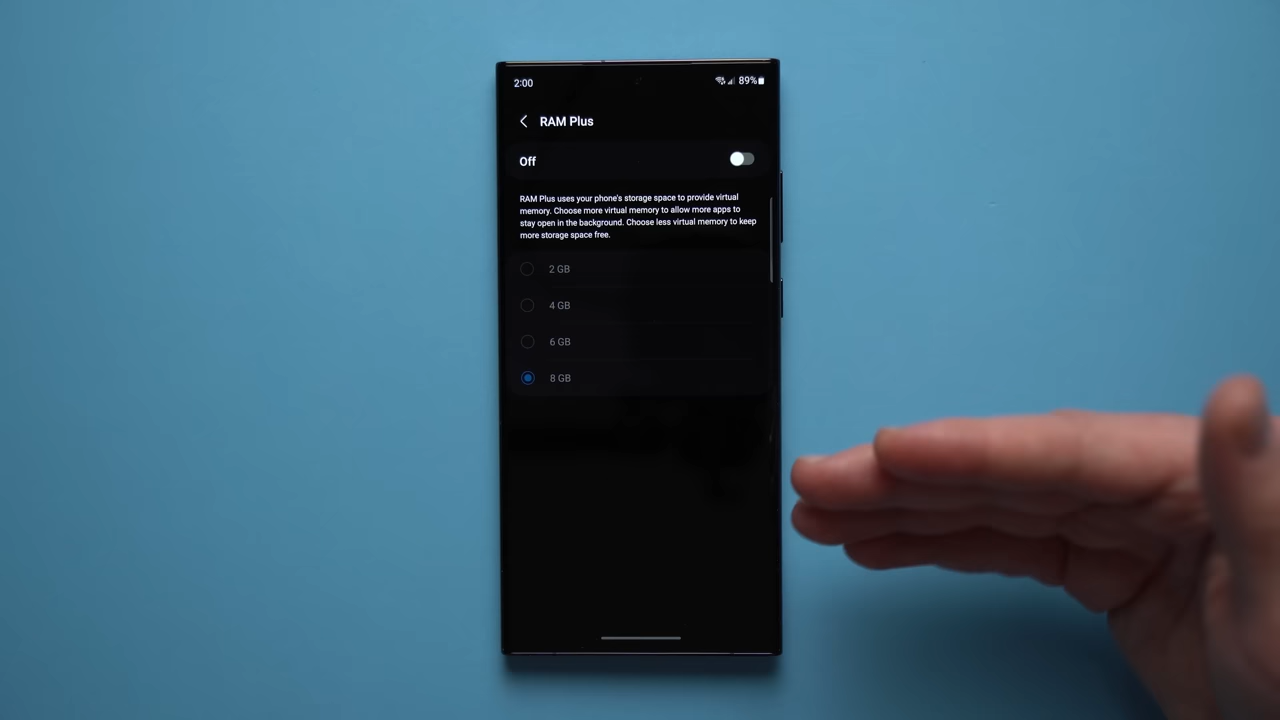 2:00 89%
RAM Plus
Off
RAM Plus uses your phone's storage space to provide virtual
memory. Choose more virtual memory to allow more apps to
stay open in the background. Choose less virtual memory to keep
more storage space free.
2 GB
4 GB
6 GB
8 GB